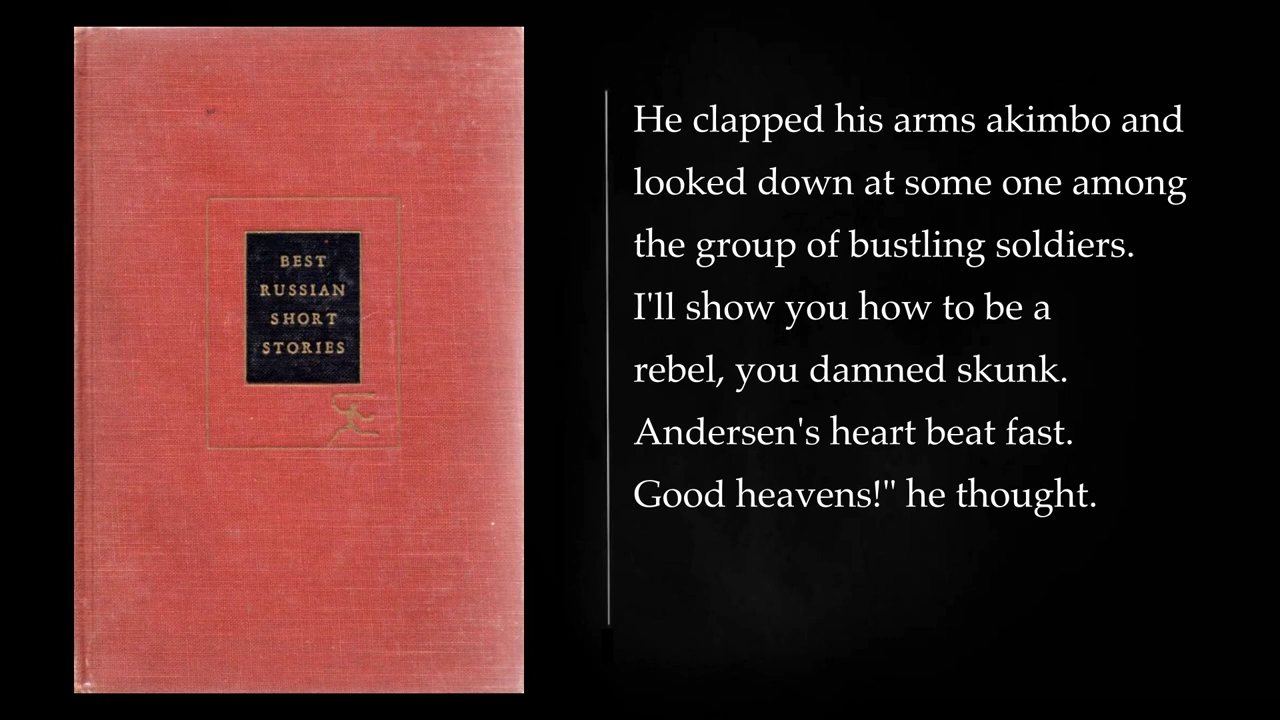 BEST
RUSSIAN
SHORT
STORIES
He clapped his arms akimbo and
looked down at some one among
the group of bustling soldiers.
I'll show you how to be a
rebel, you damned skunk.
Andersen's heart beat fast.
Good heavens!" he thought.